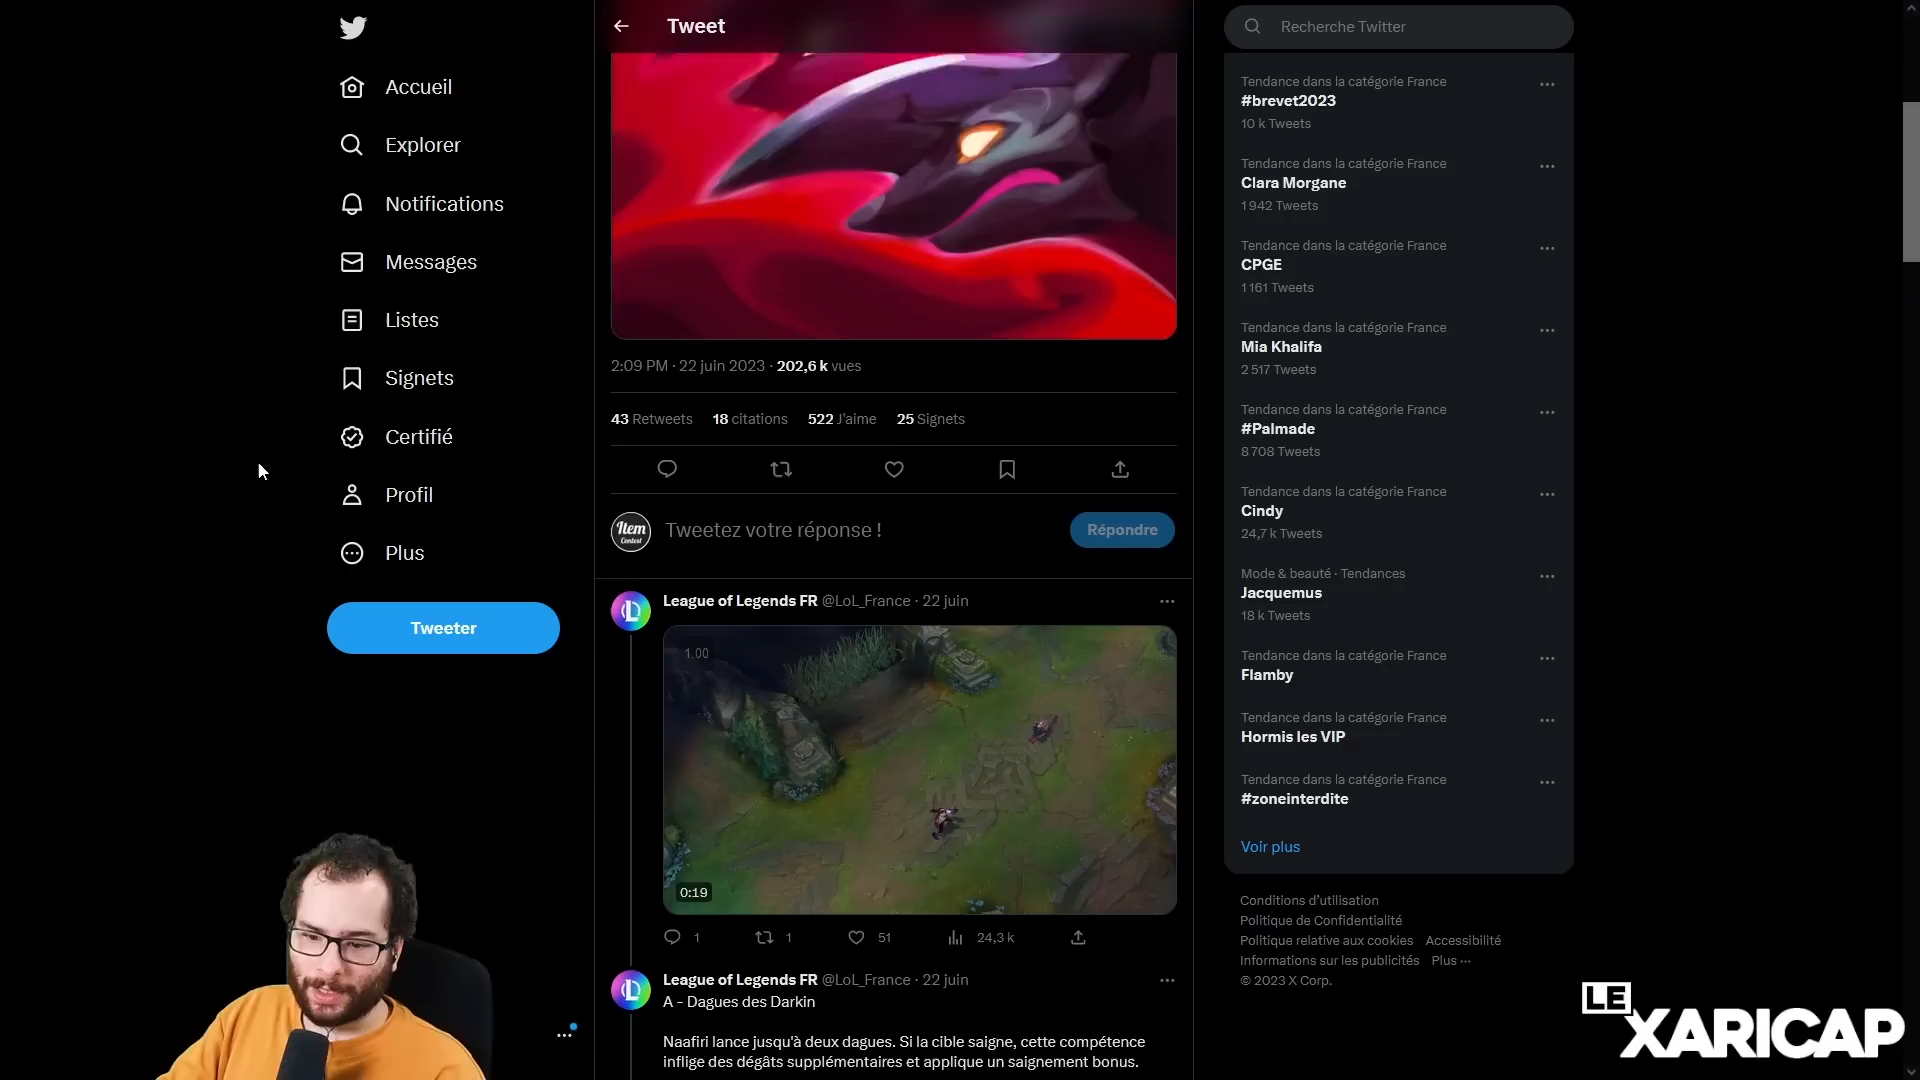 Accueil
Explorer
Notifications
Messages
Listes
Signets
Certifié
Profil
Plus
Tweeter
Tweet
2:09 PM · 22 juin 2023 · 202,6 k vues
43 Retweets 18 citations 522 J'aime 25 Signets
Item
Contest
Tweetez votre réponse !
Répondre
League of Legends FR @LoL_France · 22 juin
1.00
0:19
1 1 51 24,3 k
League of Legends FR @LoL_France · 22 juin
A - Dagues des Darkin
Naafiri lance jusqu'à deux dagues. Si la cible saigne, cette compétence
inflige des dégâts supplémentaires et applique un saignement bonus.
Recherche Twitter
Tendance dans la catégorie France
#brevet2023
10 k Tweets
Tendance dans la catégorie France
Clara Morgane
1 942 Tweets
Tendance dans la catégorie France
CPGE
1 161 Tweets
Tendance dans la catégorie France
Mia Khalifa
2 517 Tweets
Tendance dans la catégorie France
#Palmade
8 708 Tweets
Tendance dans la catégorie France
Cindy
24,7 k Tweets
Mode & beauté · Tendances
Jacquemus
18 k Tweets
Tendance dans la catégorie France
Flamby
Tendance dans la catégorie France
Hormis les VIP
Tendance dans la catégorie France
#zoneinterdite
Voir plus
Conditions d'utilisation
Politique de Confidentialité
Politique relative aux cookies Accessibilité
Informations sur les publicités Plus ···
© 2023 X Corp.
LE
XARICAP